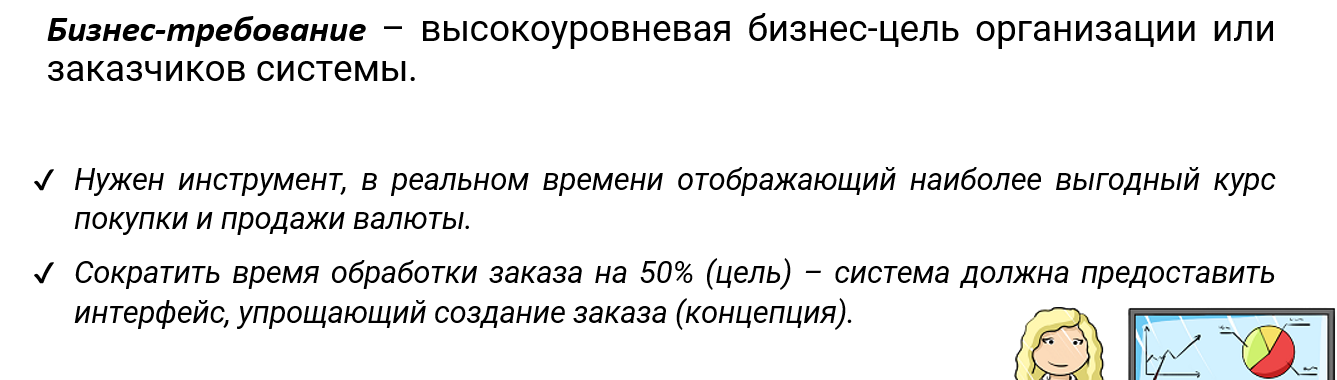 Бизнес-требование – высокоуровневая бизнес-цель организации или
заказчиков системы.
✓ Нужен инструмент, в реальном времени отображающий наиболее выгодный курс
покупки и продажи валюты.
✓ Сократить время обработки заказа на 50% (цель) – система должна предоставить
интерфейс, упрощающий создание заказа (концепция).